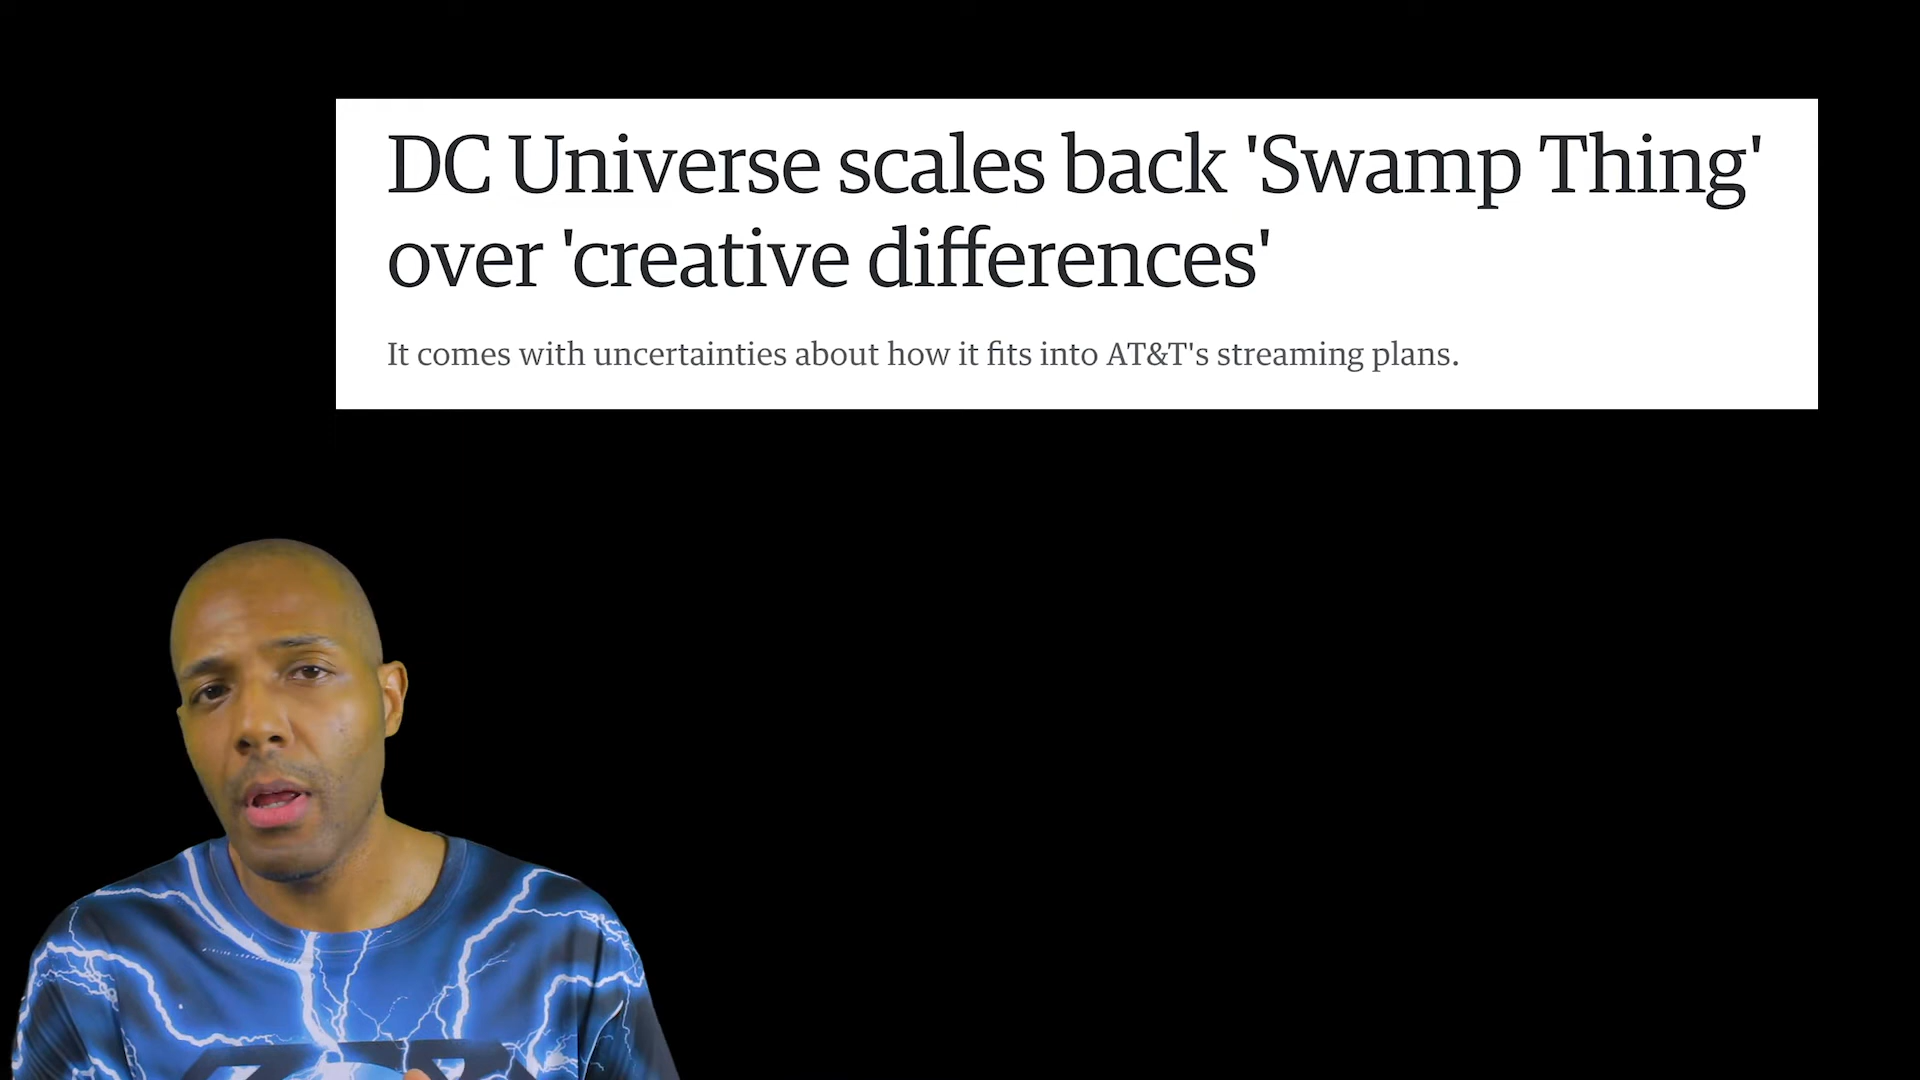 DC Universe scales back 'Swamp Thing'
over 'creative differences'
It comes with uncertainties about how it fits into AT&T's streaming plans.